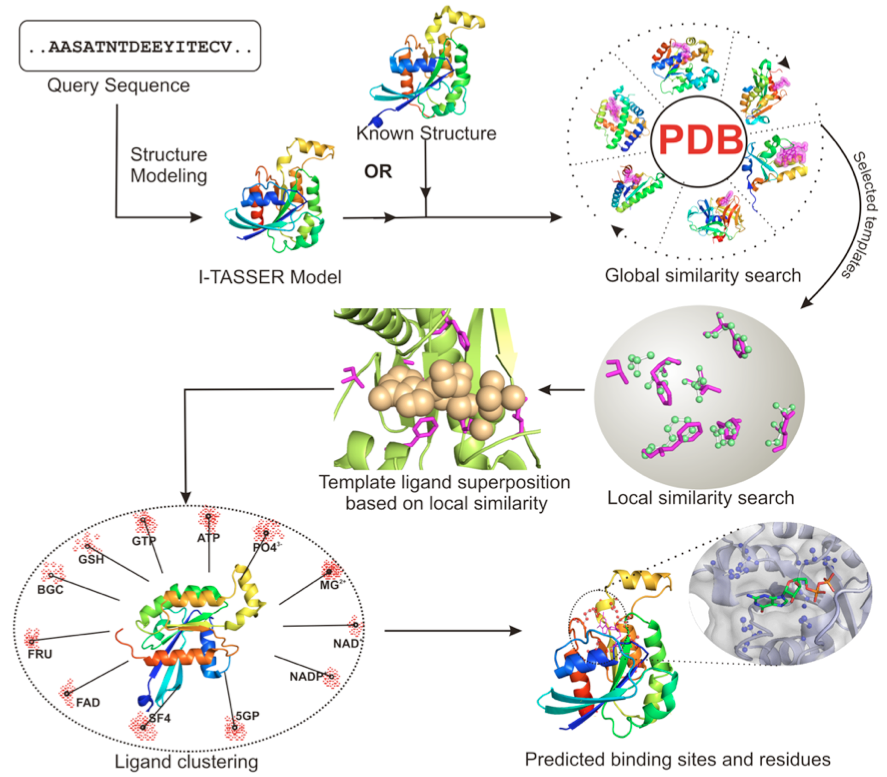 ..AASATNTDEEYITECV..
Query Sequence
Structure
Modeling
I-TASSER Model
Known Structure
OR
PDB
Global similarity search
Selected templates
Local similarity search
Template ligand superposition
based on local similarity
GTP
ATP
PO4³⁻
GSH
MG²⁺
BGC
NAD
FRU
NADP
FAD
SF4
5GP
Ligand clustering
Predicted binding sites and residues